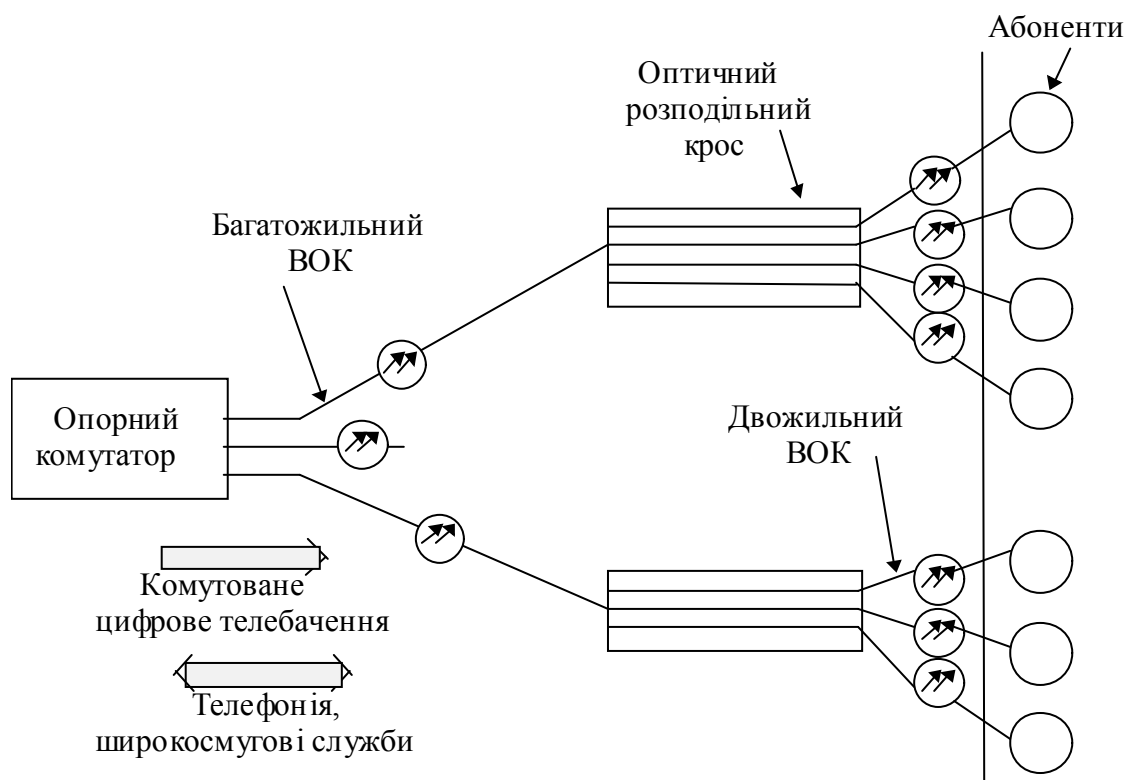 Абоненти
Оптичний
розподільний
крос
Багатожильний
ВОК
Опорний
комутатор
Двожильний
ВОК
Комутоване
цифрове телебачення
Телефонія,
широкосмугові служби